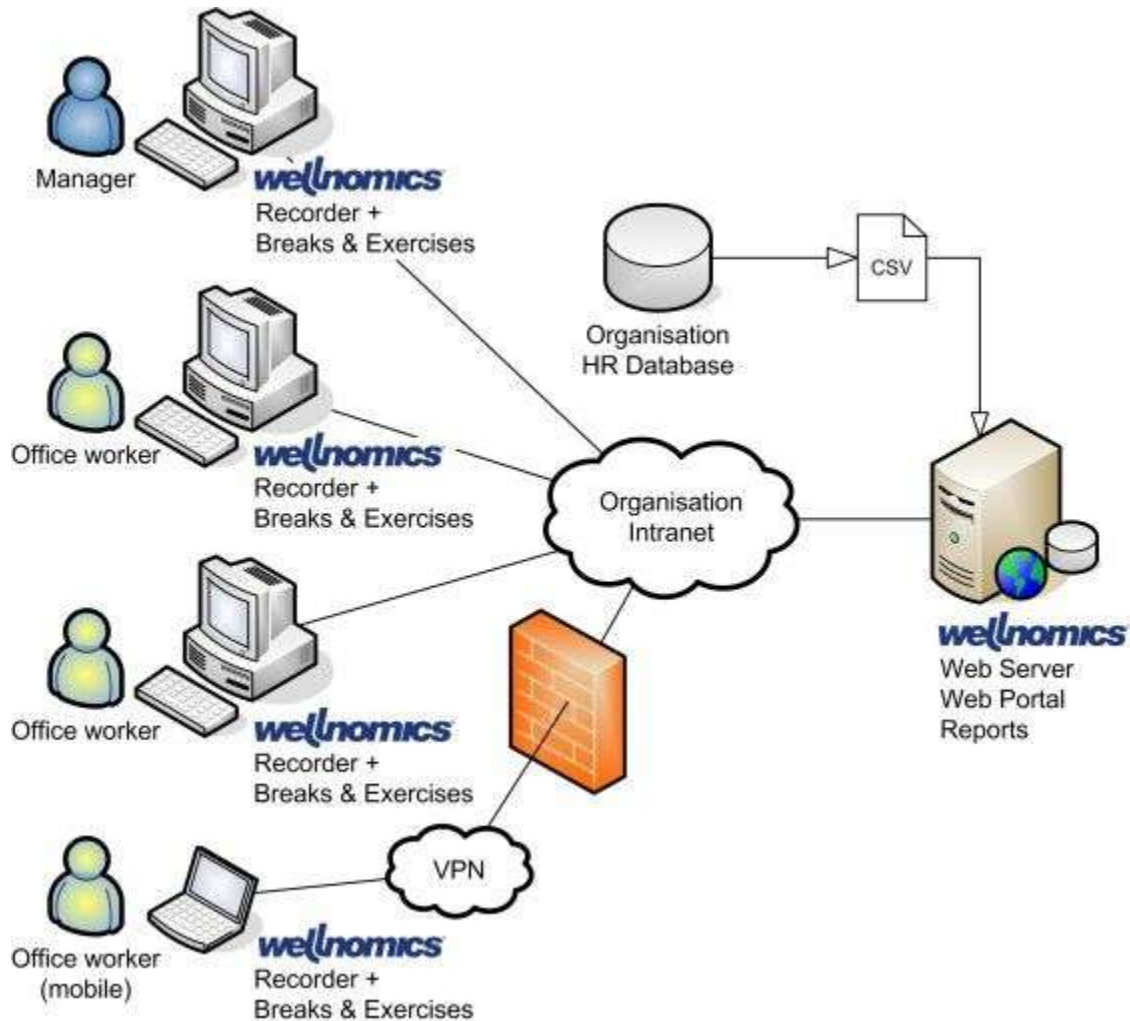 Manager
wellnomics
Recorder +
Breaks & Exercises
CSV
Organisation
HR Database
Office worker
wellnomics
Recorder +
Breaks & Exercises
Organisation
Intranet
wellnomics
Web Server
Web Portal
Reports
Office worker
wellnomics
Recorder +
Breaks & Exercises
VPN
Office worker
(mobile)
wellnomics
Recorder +
Breaks & Exercises